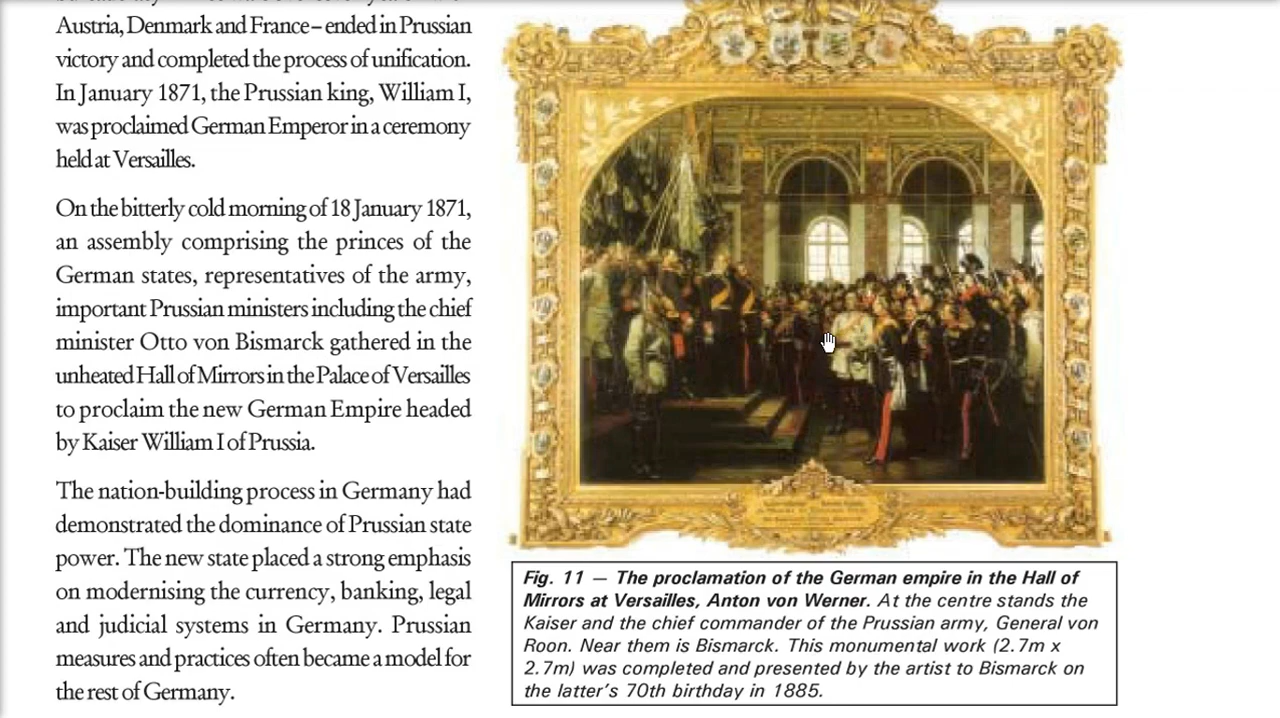 Austria, Denmark and France – ended in Prussian
victory and completed the process of unification.
In January 1871, the Prussian king, William I,
was proclaimed German Emperor in a ceremony
held at Versailles.
On the bitterly cold morning of 18 January 1871,
an assembly comprising the princes of the
German states, representatives of the army,
important Prussian ministers including the chief
minister Otto von Bismarck gathered in the
unheated Hall of Mirrors in the Palace of Versailles
to proclaim the new German Empire headed
by Kaiser William I of Prussia.
The nation-building process in Germany had
demonstrated the dominance of Prussian state
power. The new state placed a strong emphasis
on modernising the currency, banking, legal
and judicial systems in Germany. Prussian
measures and practices often became a model for
the rest of Germany.
Fig. 11 — The proclamation of the German empire in the Hall of
Mirrors at Versailles, Anton von Werner. At the centre stands the
Kaiser and the chief commander of the Prussian army, General von
Roon. Near them is Bismarck. This monumental work (2.7m x
2.7m) was completed and presented by the artist to Bismarck on
the latter's 70th birthday in 1885.